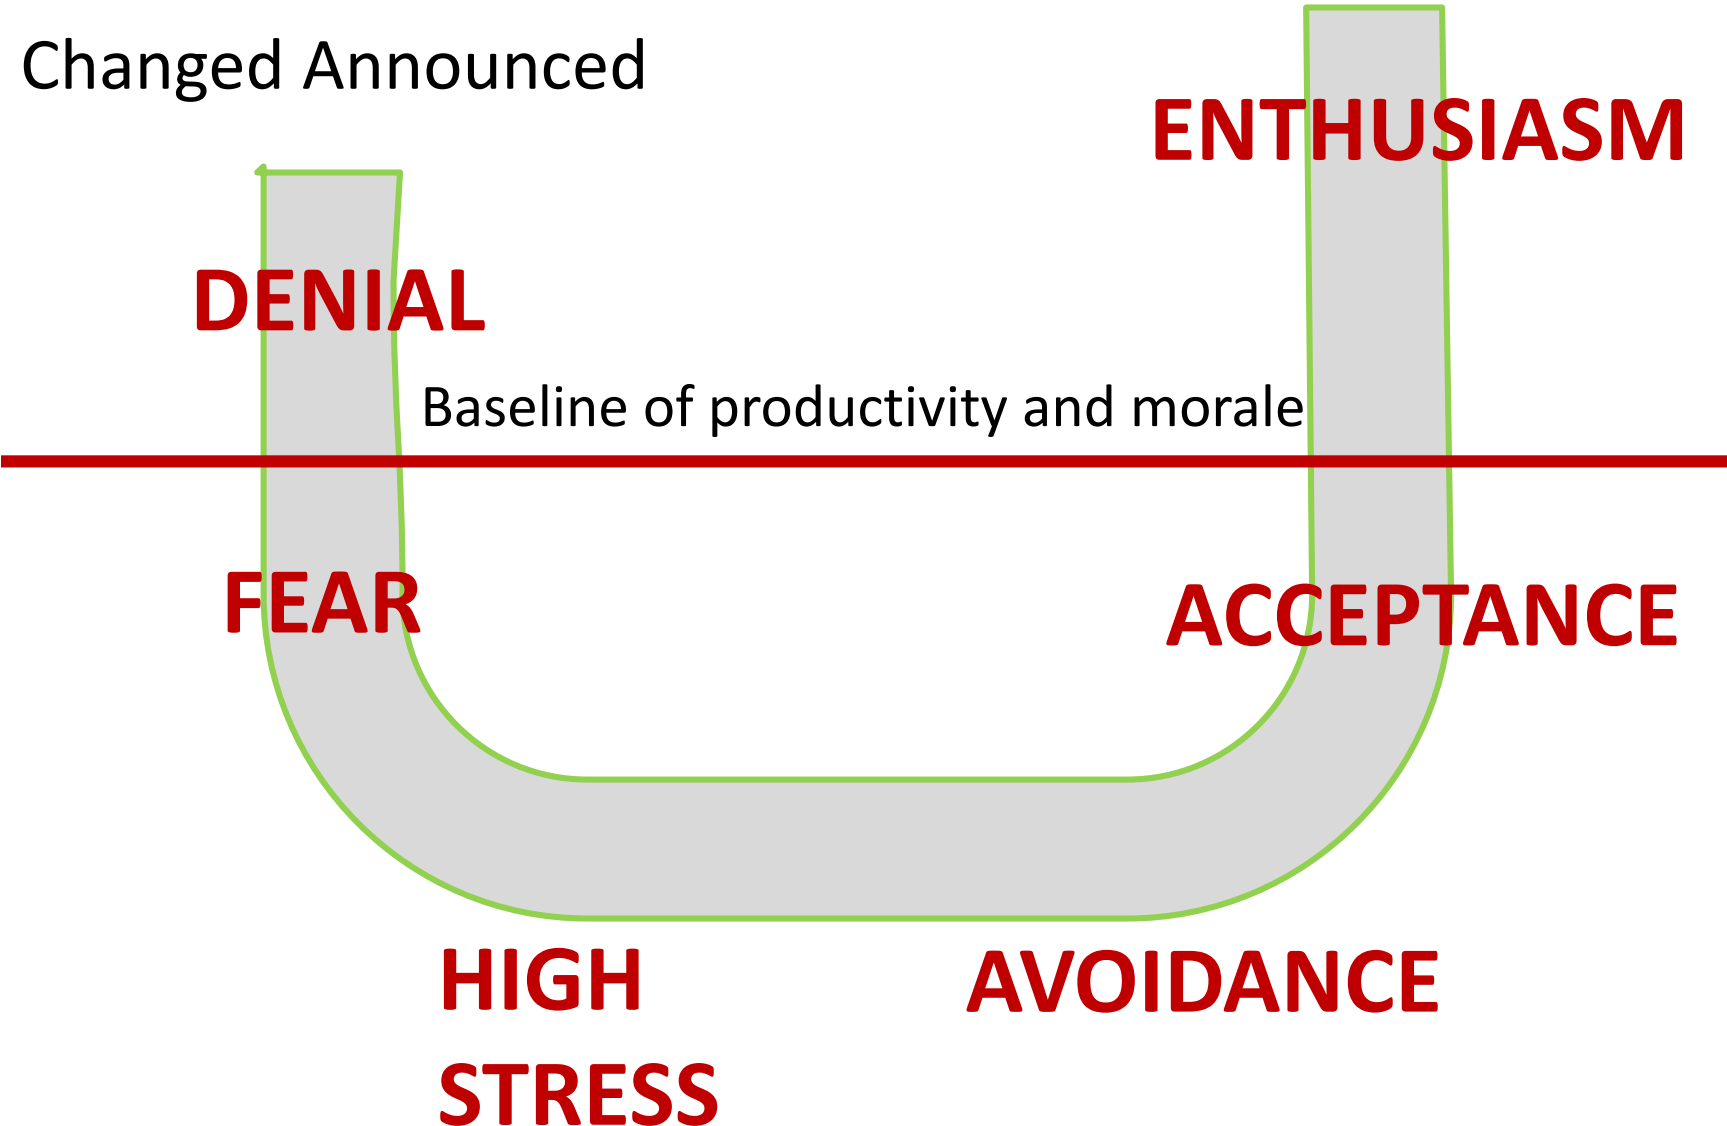 Changed Announced
ENTHUSIASM
DENIAL
Baseline of productivity and morale
FEAR
ACCEPTANCE
HIGH
STRESS
AVOIDANCE